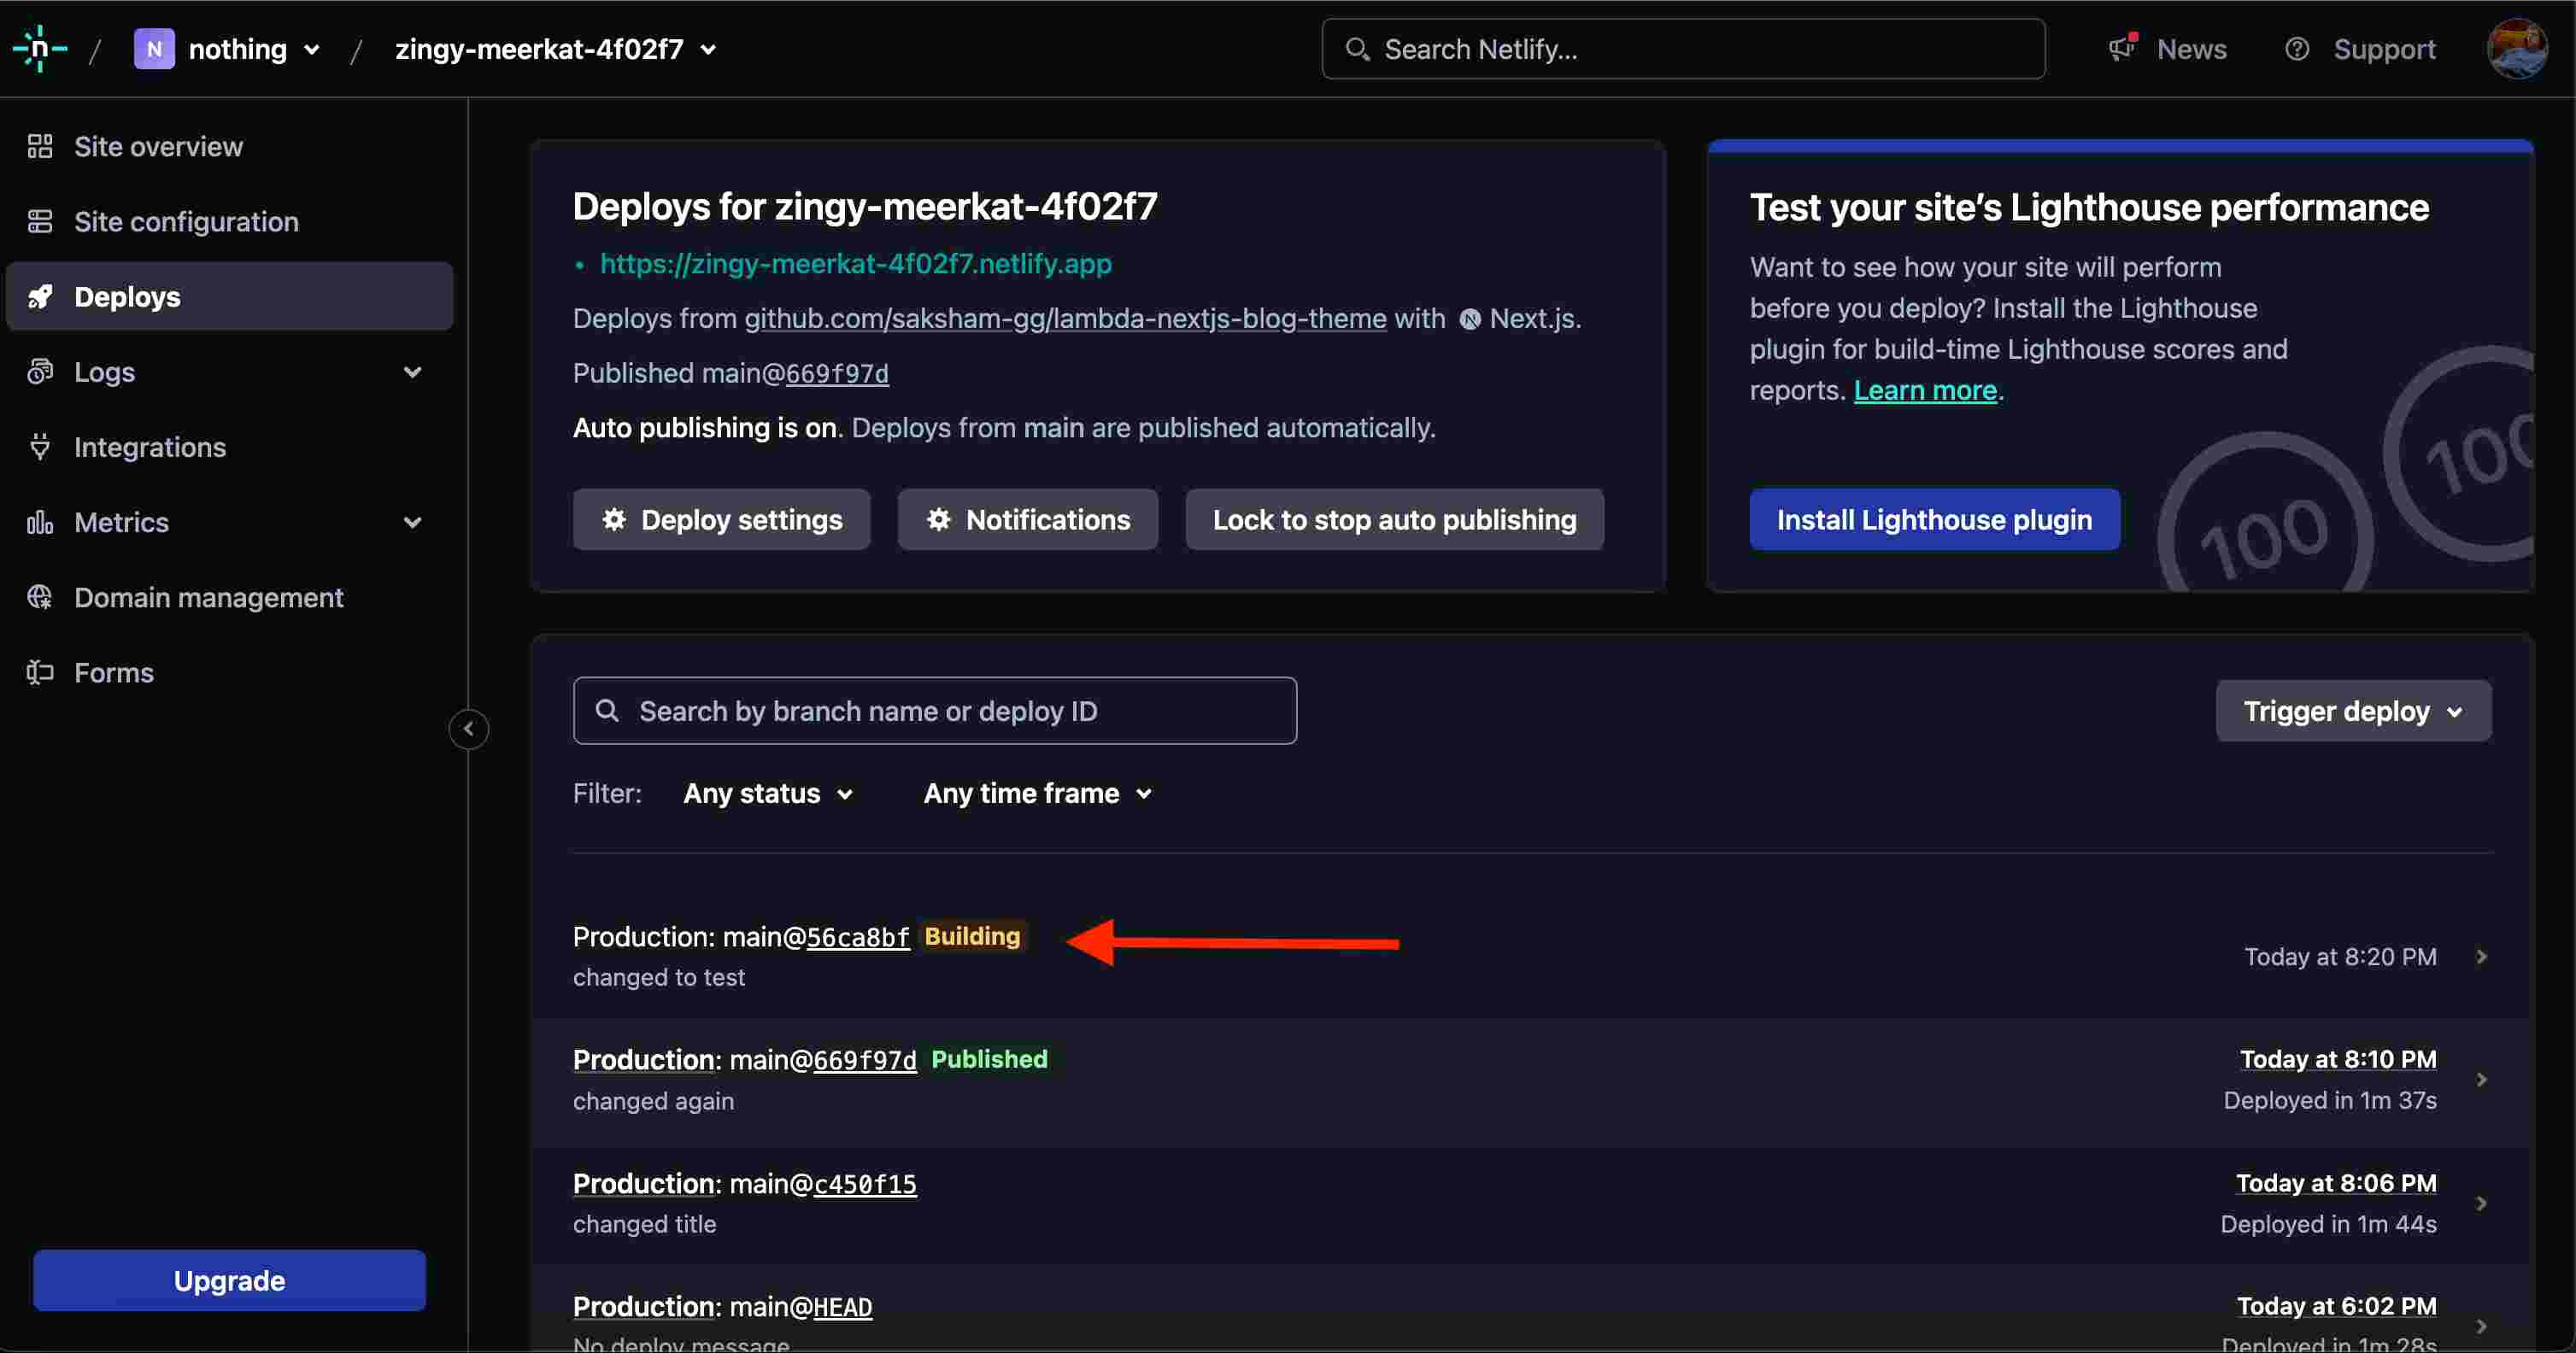 n / N nothing / zingy-meerkat-4f02f7
Search Netlify...
News
Support
Site overview
Site configuration
Deploys
Logs
Integrations
Metrics
Domain management
Forms
Upgrade
Deploys for zingy-meerkat-4f02f7
• https://zingy-meerkat-4f02f7.netlify.app
Deploys from github.com/saksham-gg/lambda-nextjs-blog-theme with N Next.js.
Published main@669f97d
Auto publishing is on. Deploys from main are published automatically.
Deploy settings
Notifications
Lock to stop auto publishing
Test your site’s Lighthouse performance
Want to see how your site will perform
before you deploy? Install the Lighthouse
plugin for build-time Lighthouse scores and
reports. Learn more.
Install Lighthouse plugin
100
100
Search by branch name or deploy ID
Trigger deploy
Filter: Any status Any time frame
Production: main@56ca8bf Building
changed to test
Today at 8:20 PM
Production: main@669f97d Published
changed again
Today at 8:10 PM
Deployed in 1m 37s
Production: main@c450f15
changed title
Today at 8:06 PM
Deployed in 1m 44s
Production: main@HEAD
No deploy message
Today at 6:02 PM
Deployed in 1m 28s